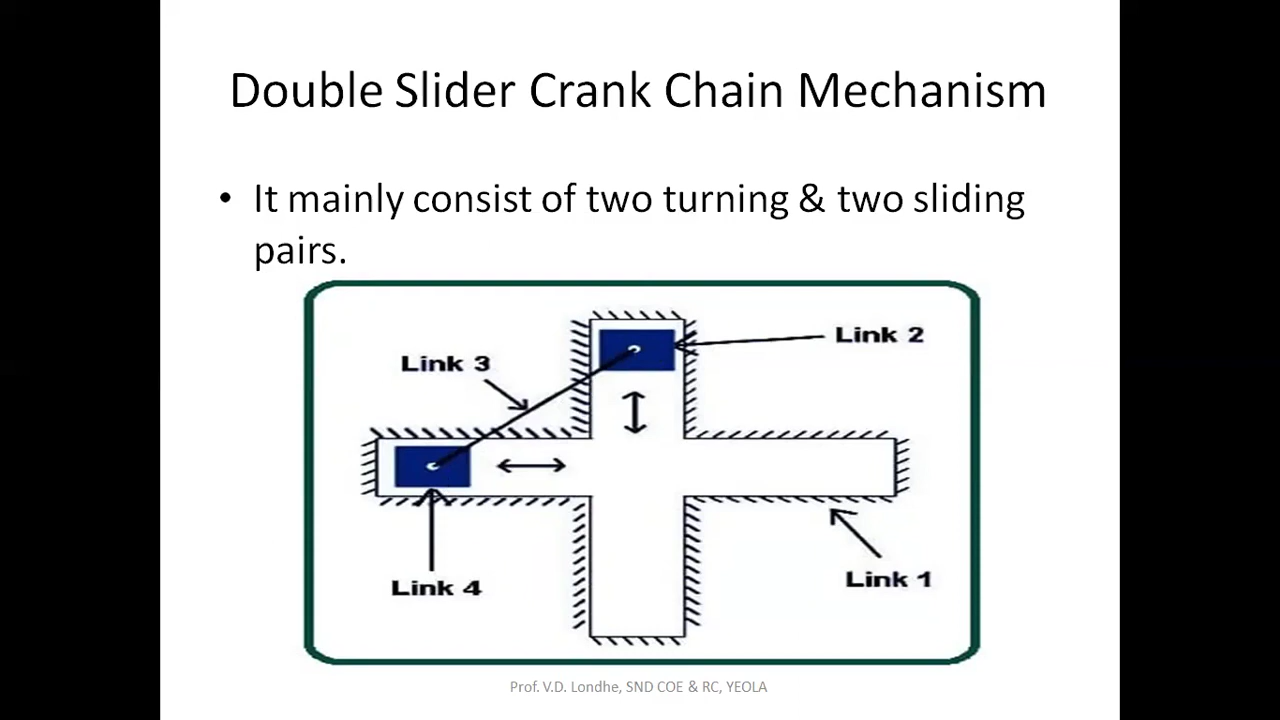 Double Slider Crank Chain Mechanism
• It mainly consist of two turning & two sliding
pairs.
Link 2
Link 3
Link 4
Link 1
Prof. V.D. Londhe, SND COE & RC, YEOLA